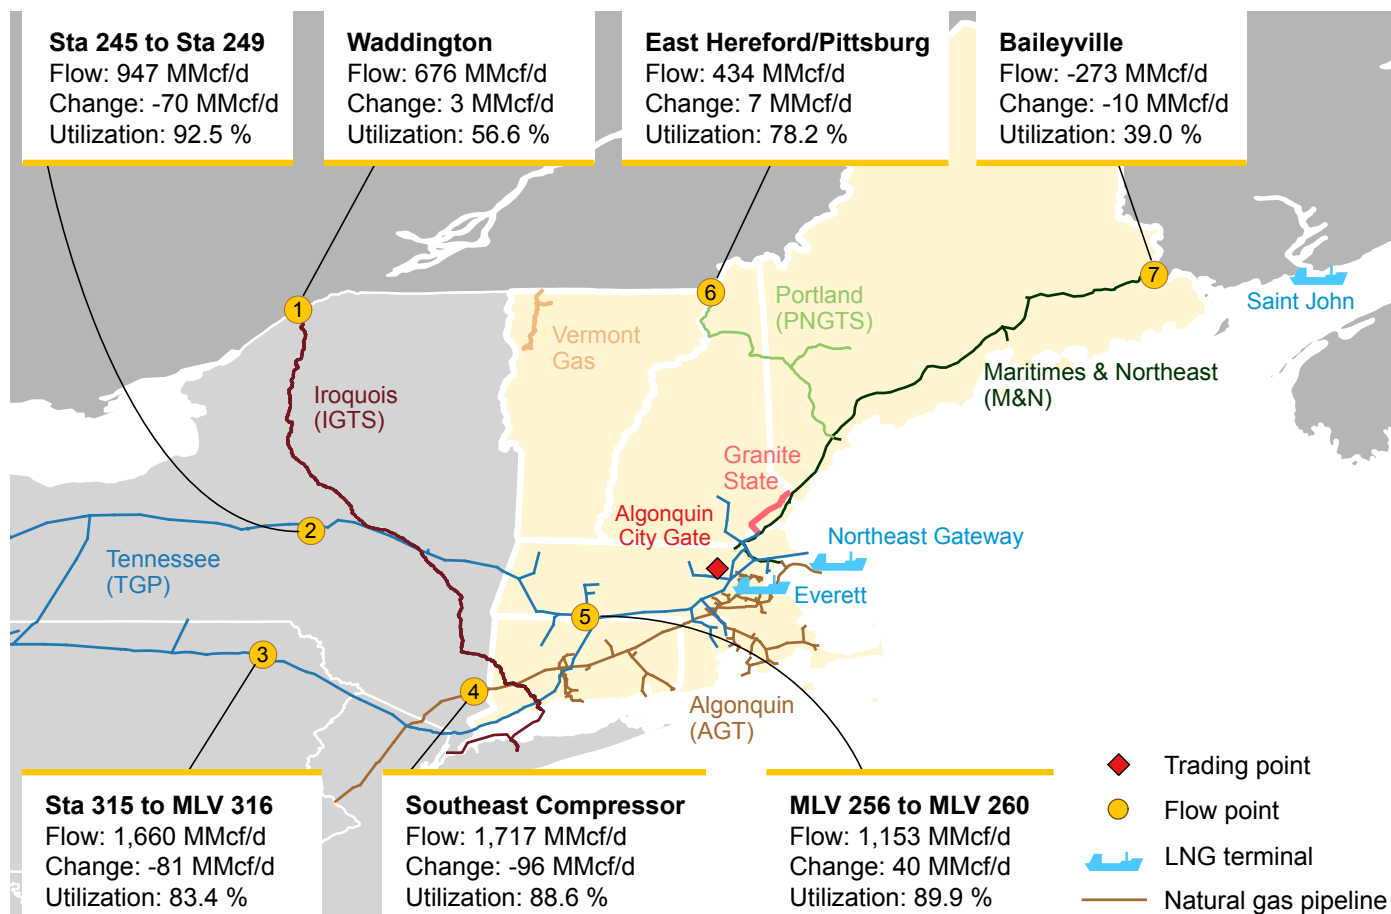 Sta 245 to Sta 249
Flow: 947 MMcf/d
Change: -70 MMcf/d
Utilization: 92.5 %
Waddington
Flow: 676 MMcf/d
Change: 3 MMcf/d
Utilization: 56.6 %
East Hereford/Pittsburg
Flow: 434 MMcf/d
Change: 7 MMcf/d
Utilization: 78.2 %
Baileyville
Flow: -273 MMcf/d
Change: -10 MMcf/d
Utilization: 39.0 %
1
6
7
Saint John
Portland
(PNGTS)
Vermont
Gas
Maritimes & Northeast
(M&N)
Iroquois
(IGTS)
Granite
State
Algonquin
City Gate
2
Northeast Gateway
Tennessee
(TGP)
Everett
5
3
4
Algonquin
(AGT)
Sta 315 to MLV 316
Flow: 1,660 MMcf/d
Change: -81 MMcf/d
Utilization: 83.4 %
Southeast Compressor
Flow: 1,717 MMcf/d
Change: -96 MMcf/d
Utilization: 88.6 %
MLV 256 to MLV 260
Flow: 1,153 MMcf/d
Change: 40 MMcf/d
Utilization: 89.9 %
Trading point
Flow point
LNG terminal
Natural gas pipeline